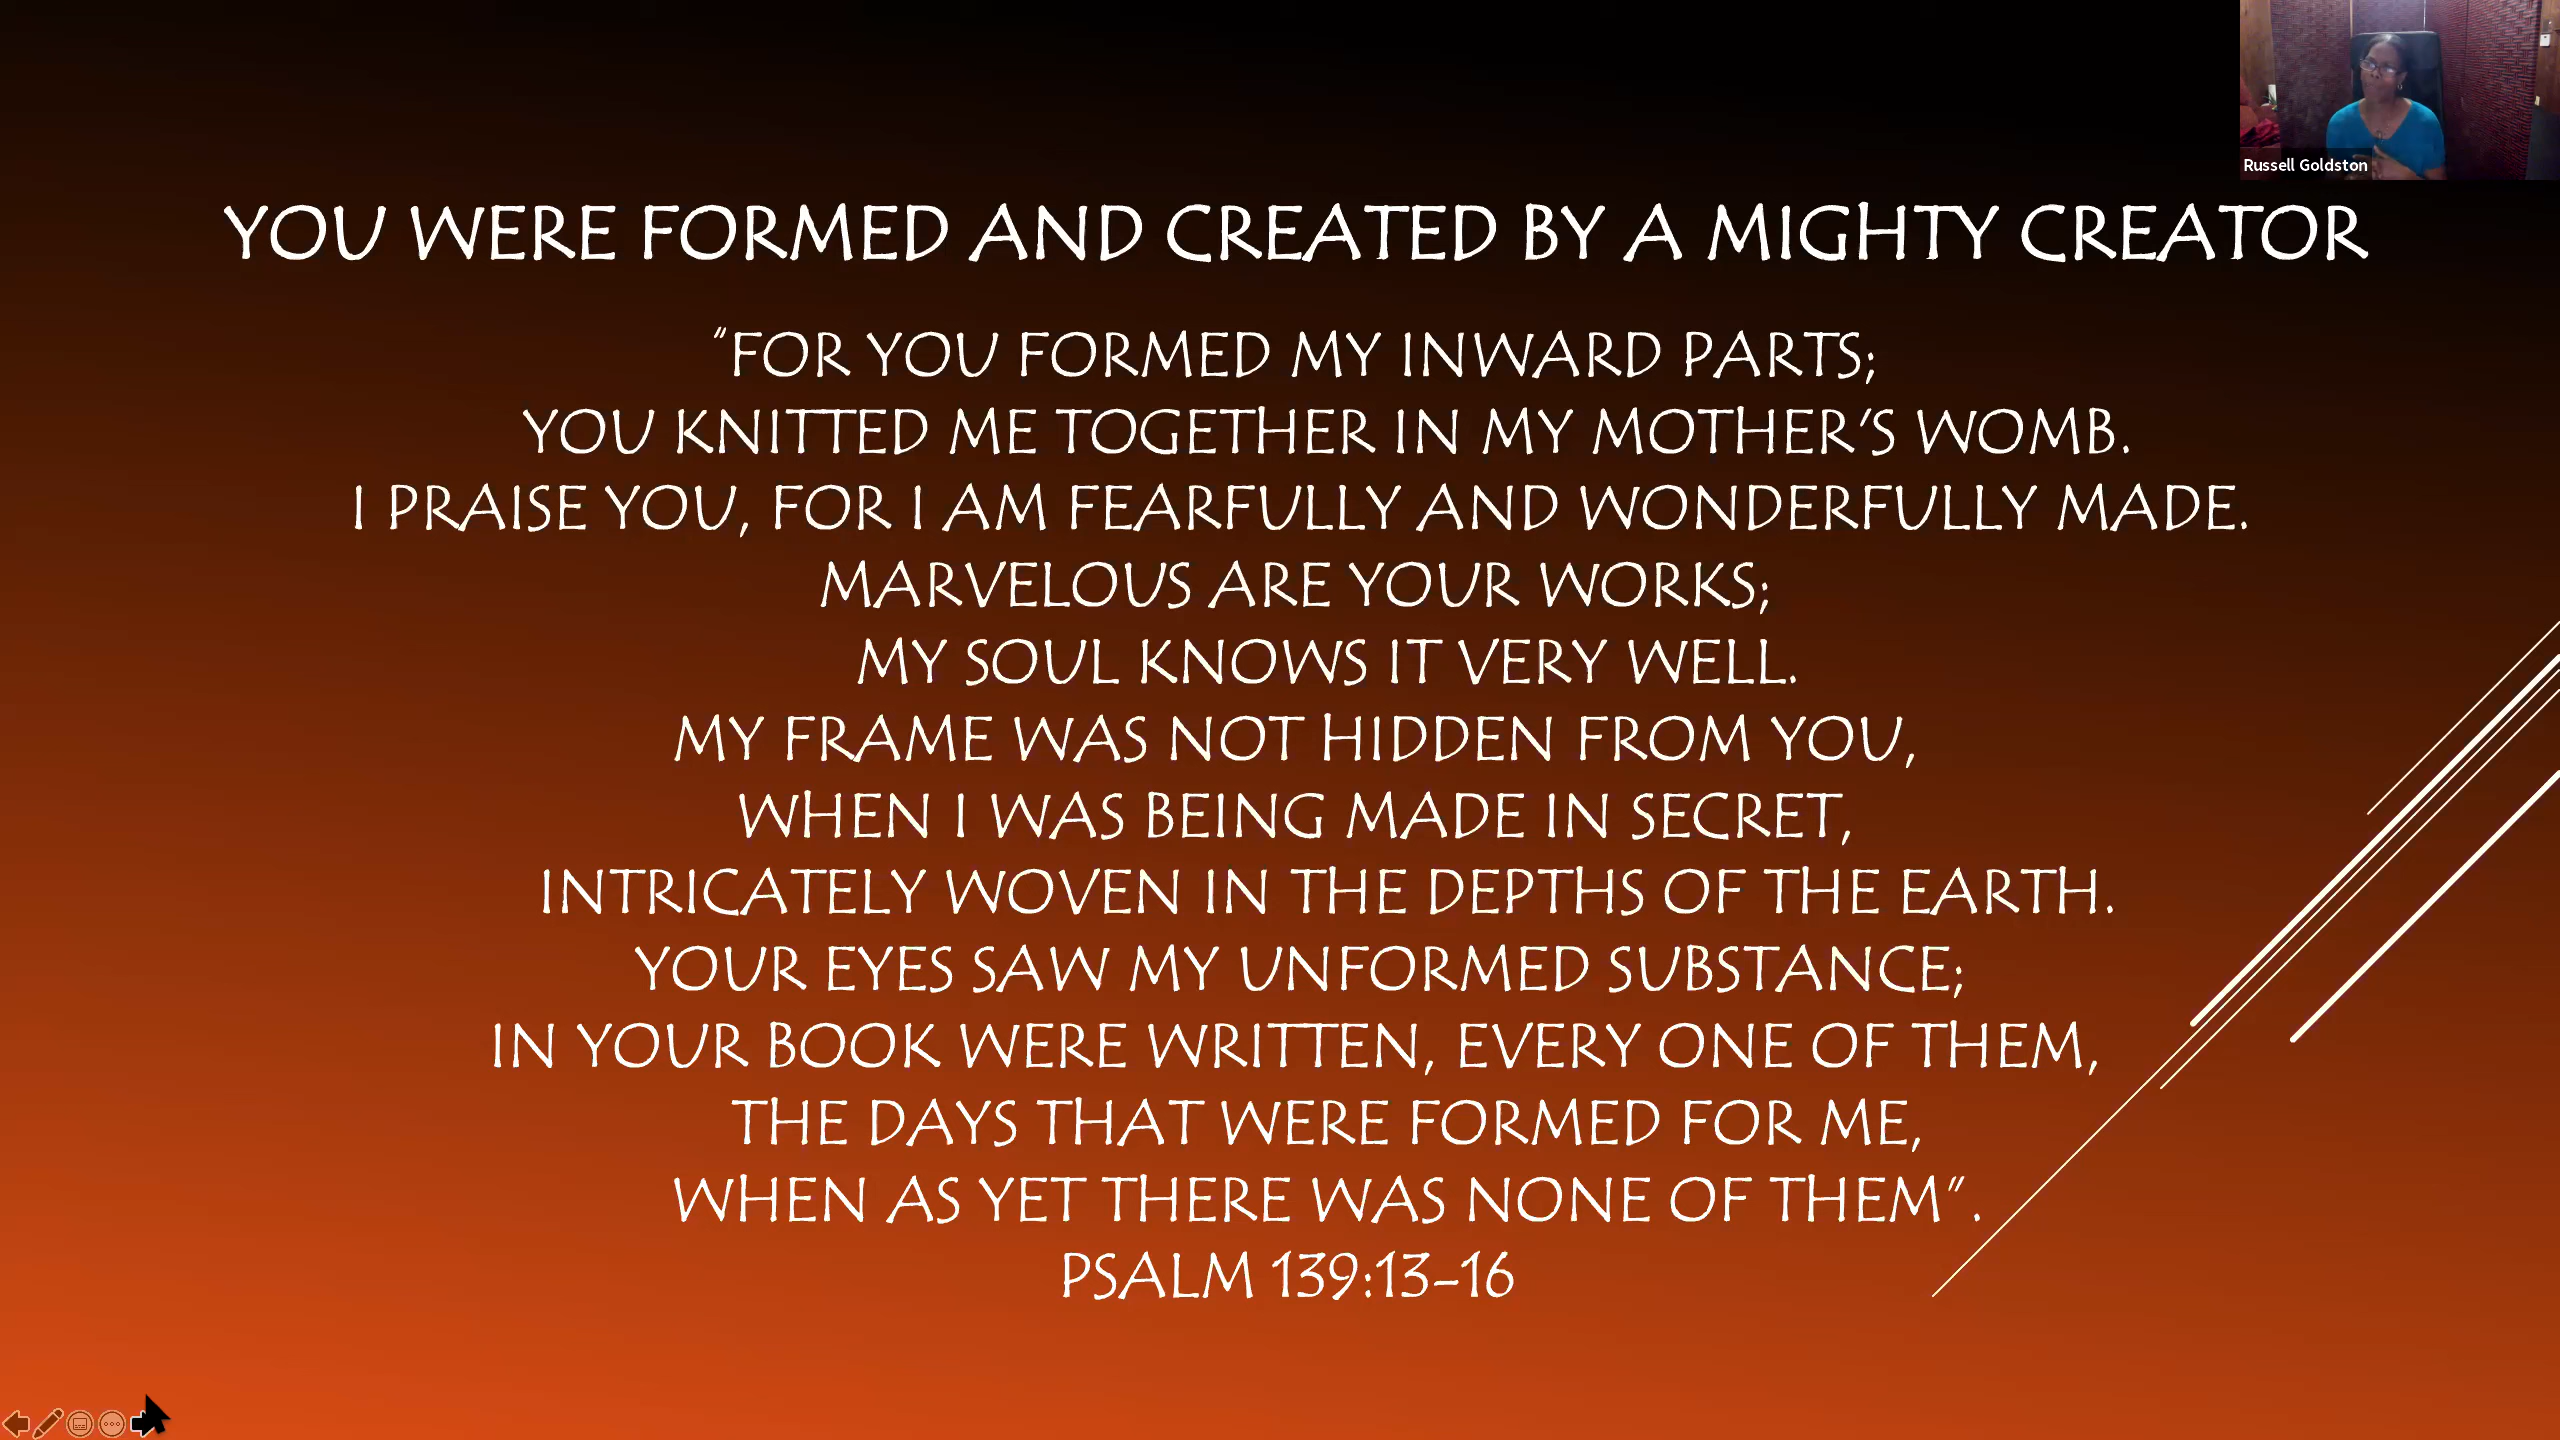 Russell Goldston
YOU WERE FORMED AND CREATED BY A MIGHTY CREATOR
"FOR YOU FORMED MY INWARD PARTS;
YOU KNITTED ME TOGETHER IN MY MOTHER'S WOMB.
I PRAISE YOU, FOR I AM FEARFULLY AND WONDERFULLY MADE.
MARVELOUS ARE YOUR WORKS;
MY SOUL KNOWS IT VERY WELL.
MY FRAME WAS NOT HIDDEN FROM YOU,
WHEN I WAS BEING MADE IN SECRET,
INTRICATELY WOVEN IN THE DEPTHS OF THE EARTH.
YOUR EYES SAW MY UNFORMED SUBSTANCE;
IN YOUR BOOK WERE WRITTEN, EVERY ONE OF THEM,
THE DAYS THAT WERE FORMED FOR ME,
WHEN AS YET THERE WAS NONE OF THEM".
PSALM 139:13-16